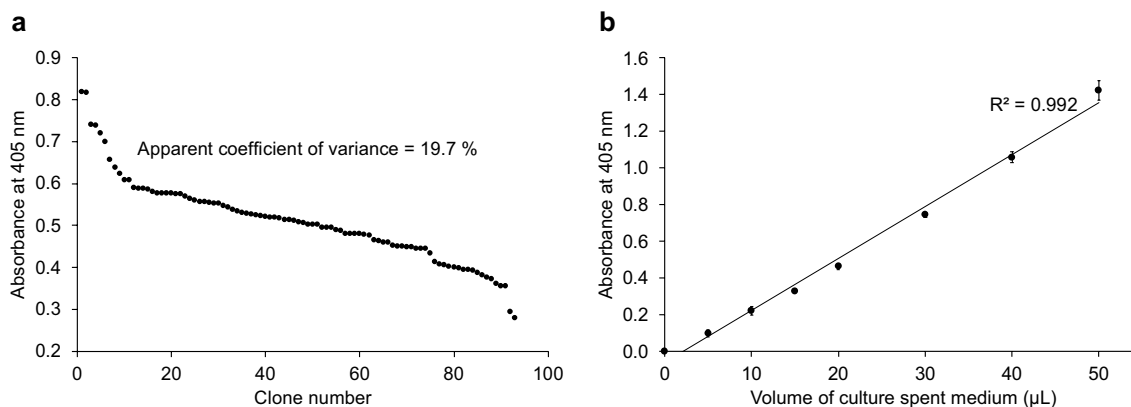 a
0.9
0.8
0.7
0.6
0.5
0.4
0.3
0.2
Absorbance at 405 nm
Apparent coefficient of variance = 19.7 %
0 20 40 60 80 100
Clone number
b
1.6
1.4
1.2
1.0
0.8
0.6
0.4
0.2
0.0
Absorbance at 405 nm
R² = 0.992
0 10 20 30 40 50
Volume of culture spent medium (µL)